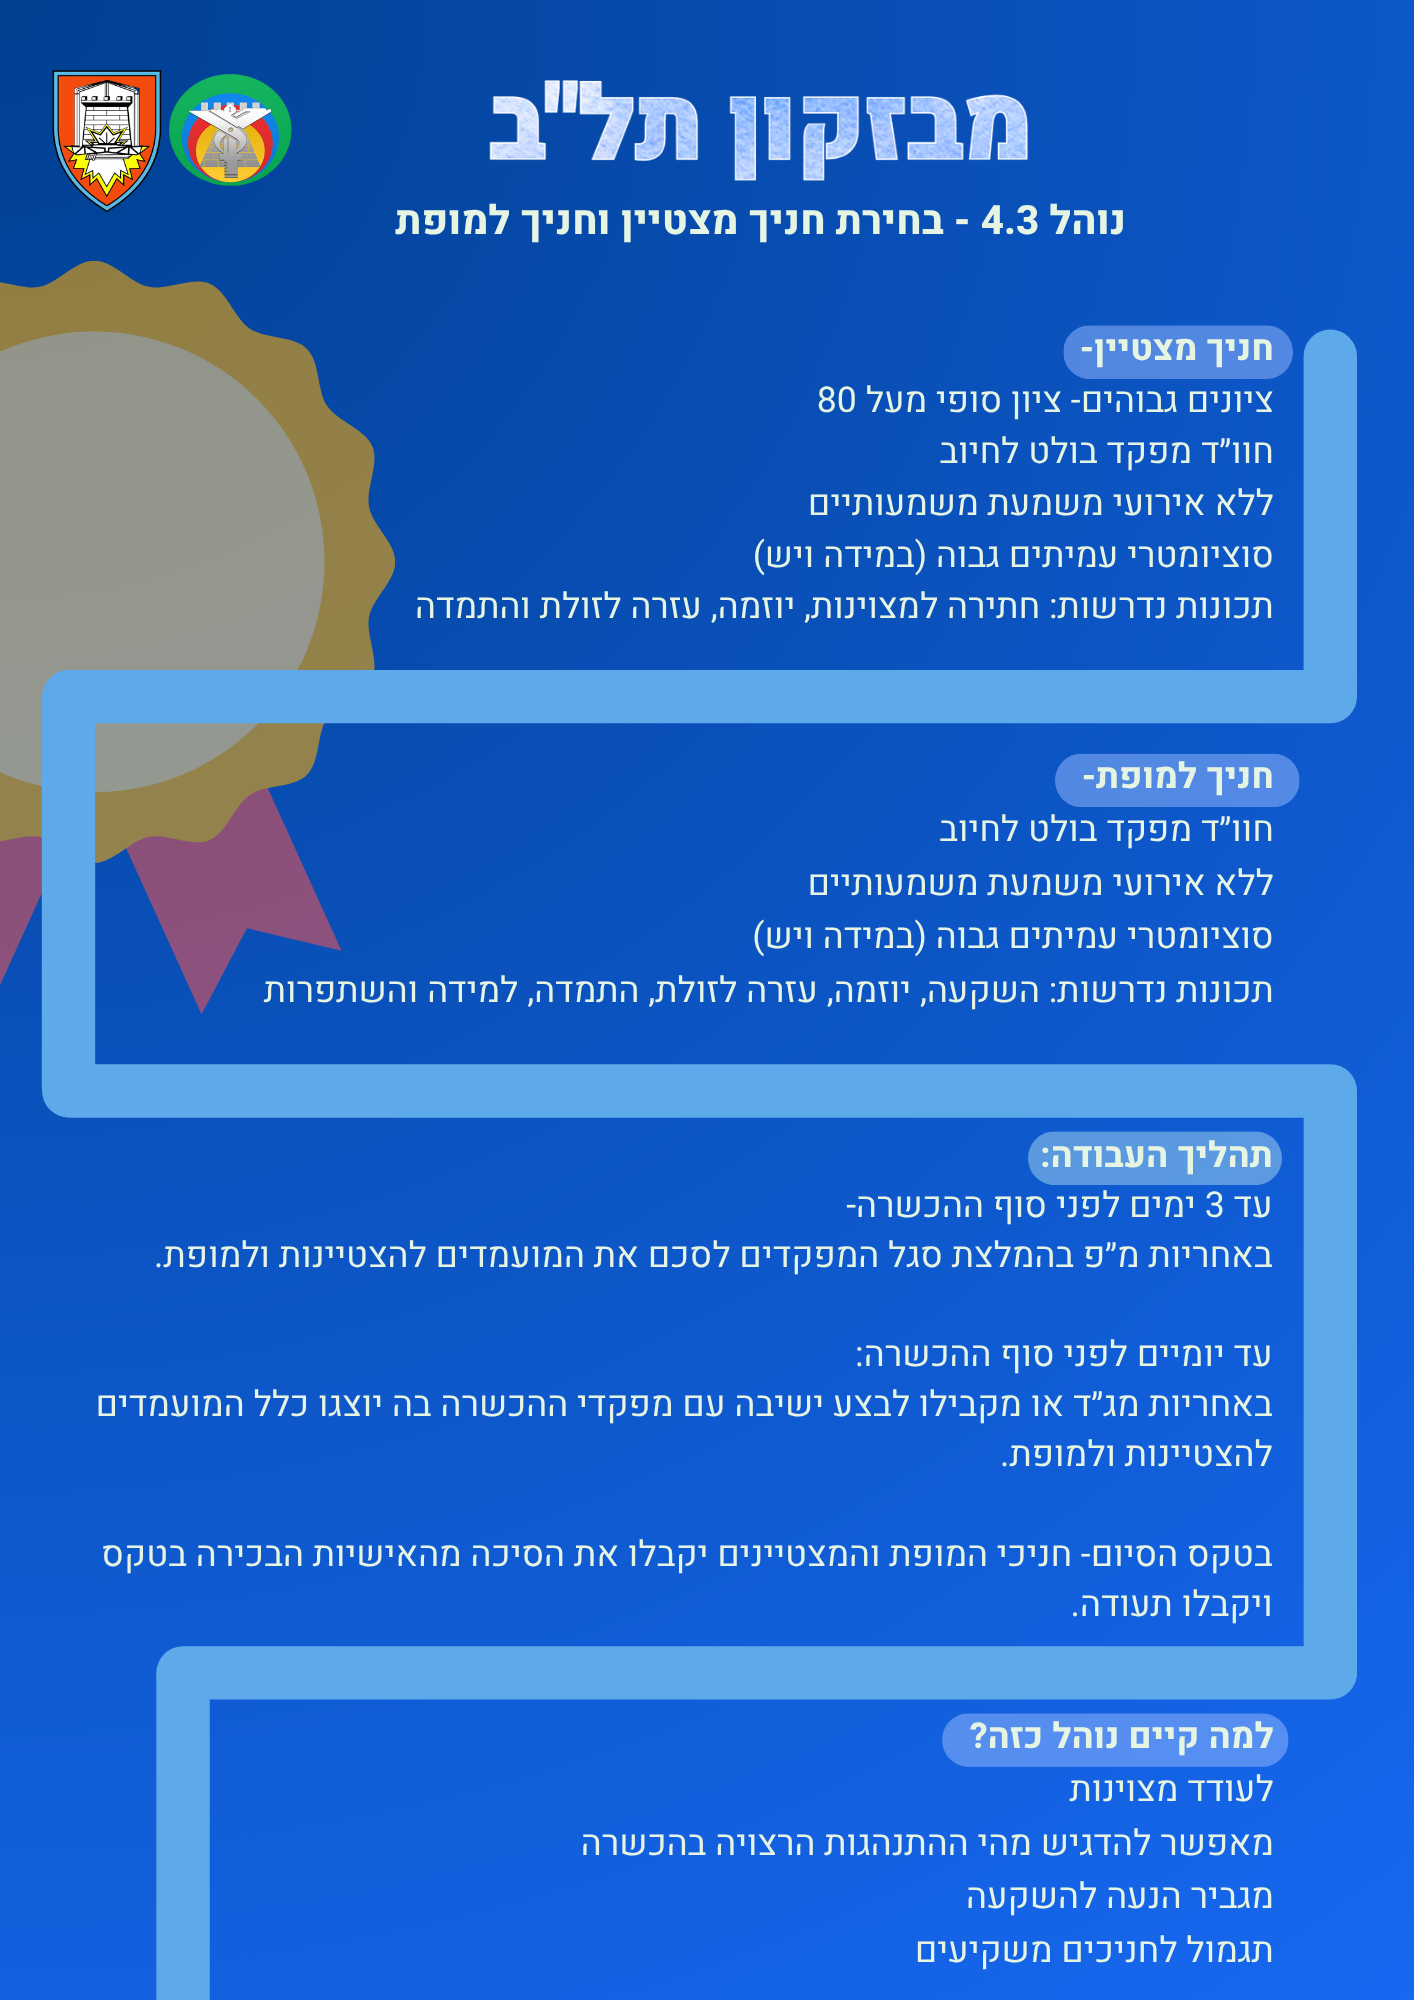 מבזקון תל"ב
נוהל 4.3 - בחירת חניך מצטיין וחניך למופת
חניך מצטיין-
ציונים גבוהים- ציון סופי מעל 80
חוו״ד מפקד בולט לחיוב
ללא אירועי משמעת משמעותיים
סוציומטרי עמיתים גבוה (במידה ויש)
תכונות נדרשות: חתירה למצוינות, יוזמה, עזרה לזולת והתמדה
חניך למופת-
חוו״ד מפקד בולט לחיוב
ללא אירועי משמעת משמעותיים
סוציומטרי עמיתים גבוה (במידה ויש)
תכונות נדרשות: השקעה, יוזמה, עזרה לזולת, התמדה, למידה והשתפרות
תהליך העבודה:
עד 3 ימים לפני סוף ההכשרה-
באחריות מ״פ בהמלצת סגל המפקדים לסכם את המועמדים להצטיינות ולמופת.
עד יומיים לפני סוף ההכשרה:
באחריות מג״ד או מקבילו לבצע ישיבה עם מפקדי ההכשרה בה יוצגו כלל המועמדים
להצטיינות ולמופת.
בטקס הסיום- חניכי המופת והמצטיינים יקבלו את הסיכה מהאישיות הבכירה בטקס
ויקבלו תעודה.
למה קיים נוהל כזה?
לעודד מצוינות
מאפשר להדגיש מהי ההתנהגות הרצויה בהכשרה
מגביר הנעה להשקעה
תגמול לחניכים משקיעים